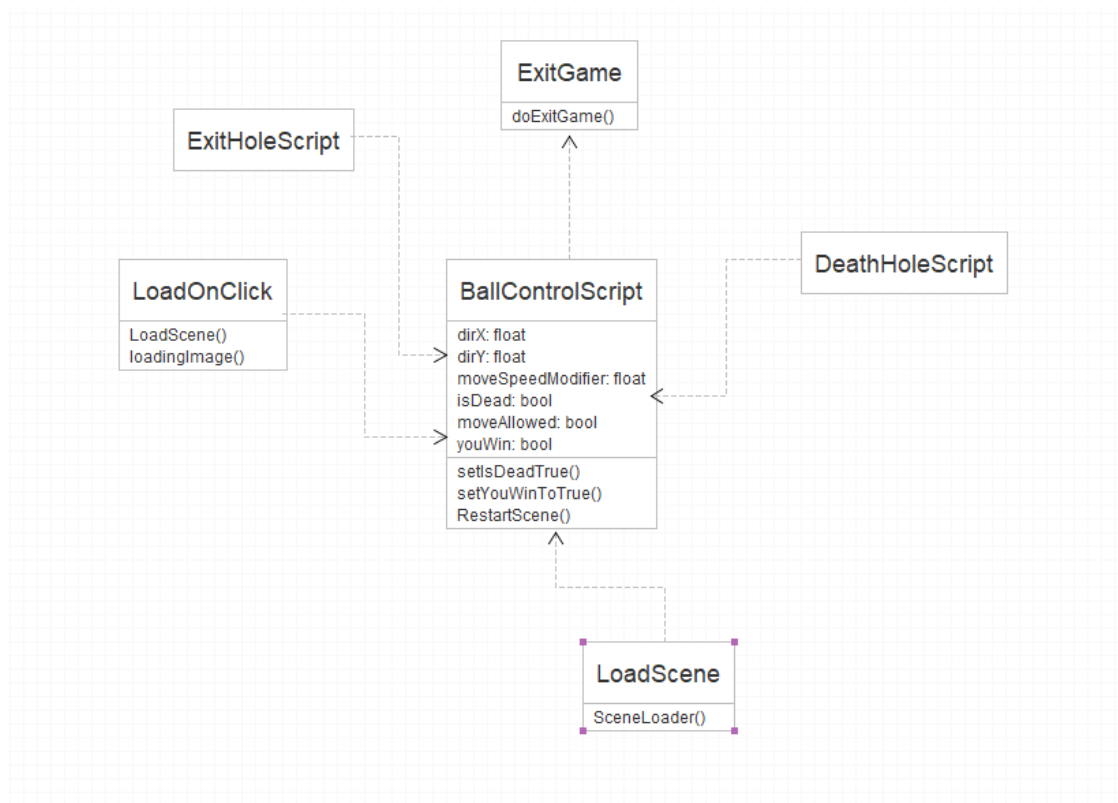 ExitGame
doExitGame()
ExitHoleScript
DeathHoleScript
LoadOnClick
LoadScene()
loadingImage()
BallControlScript
dirX: float
dirY: float
moveSpeedModifier: float
isDead: bool
moveAllowed: bool
youWin: bool
setIsDeadTrue()
setYouWinToTrue()
RestartScene()
LoadScene
SceneLoader()